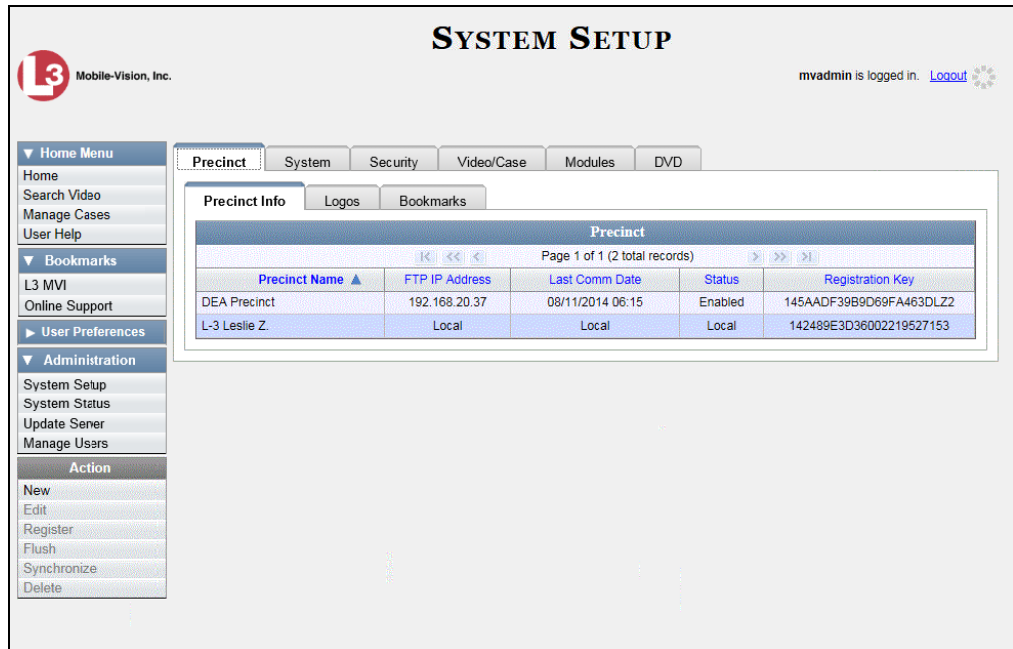 SYSTEM SETUP
L3 Mobile-Vision, Inc.
mvadmin is logged in. Logout
▼ Home Menu
Home
Search Video
Manage Cases
User Help
▼ Bookmarks
L3 MVI
Online Support
► User Preferences
▼ Administration
System Setup
System Status
Update Server
Manage Users
Action
New
Edit
Register
Flush
Synchronize
Delete
Precinct System Security Video/Case Modules DVD
Precinct Info Logos Bookmarks
Precinct
|< << < Page 1 of 1 (2 total records) > >> >|
Precinct Name ▲ FTP IP Address Last Comm Date Status Registration Key
DEA Precinct 192.168.20.37 08/11/2014 06:15 Enabled 145AADF39B9D69FA463DLZ2
L-3 Leslie Z. Local Local Local 142489E3D36002219527153